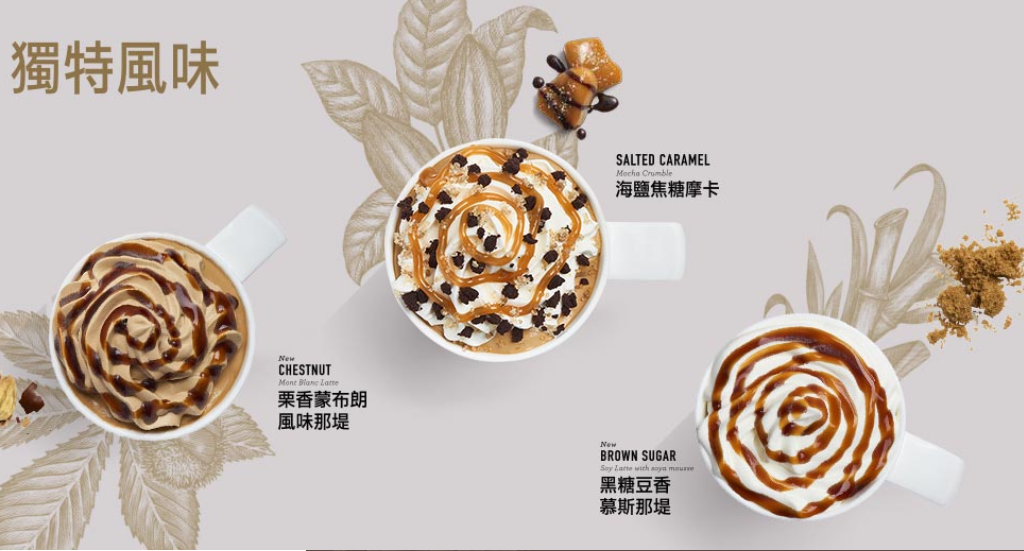 獨特風味
SALTED CARAMEL
Mocha Crumble
海鹽焦糖摩卡
New
CHESTNUT
Mont Blanc Latte
栗香蒙布朗
風味那堤
New
BROWN SUGAR
Soy Latte with soya mousse
黑糖豆香
慕斯那堤